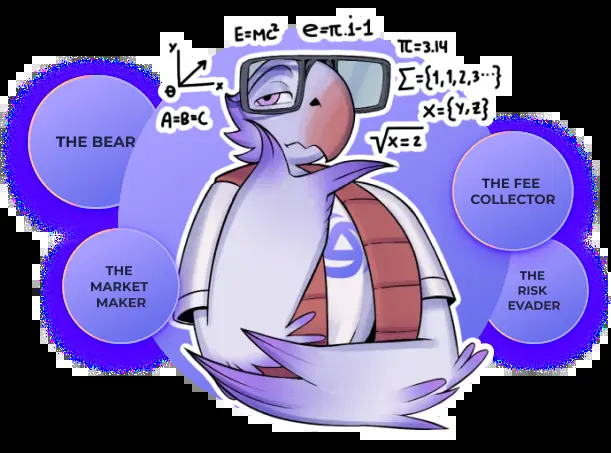 E=MC²
e=π.i-1
π=3.14
Y
θ
X
Σ={1,1,2,3...}
X={Y,Z}
A=B=C
√X=Z
THE BEAR
THE FEE
COLLECTOR
THE
MARKET
MAKER
THE
RISK
EVADER